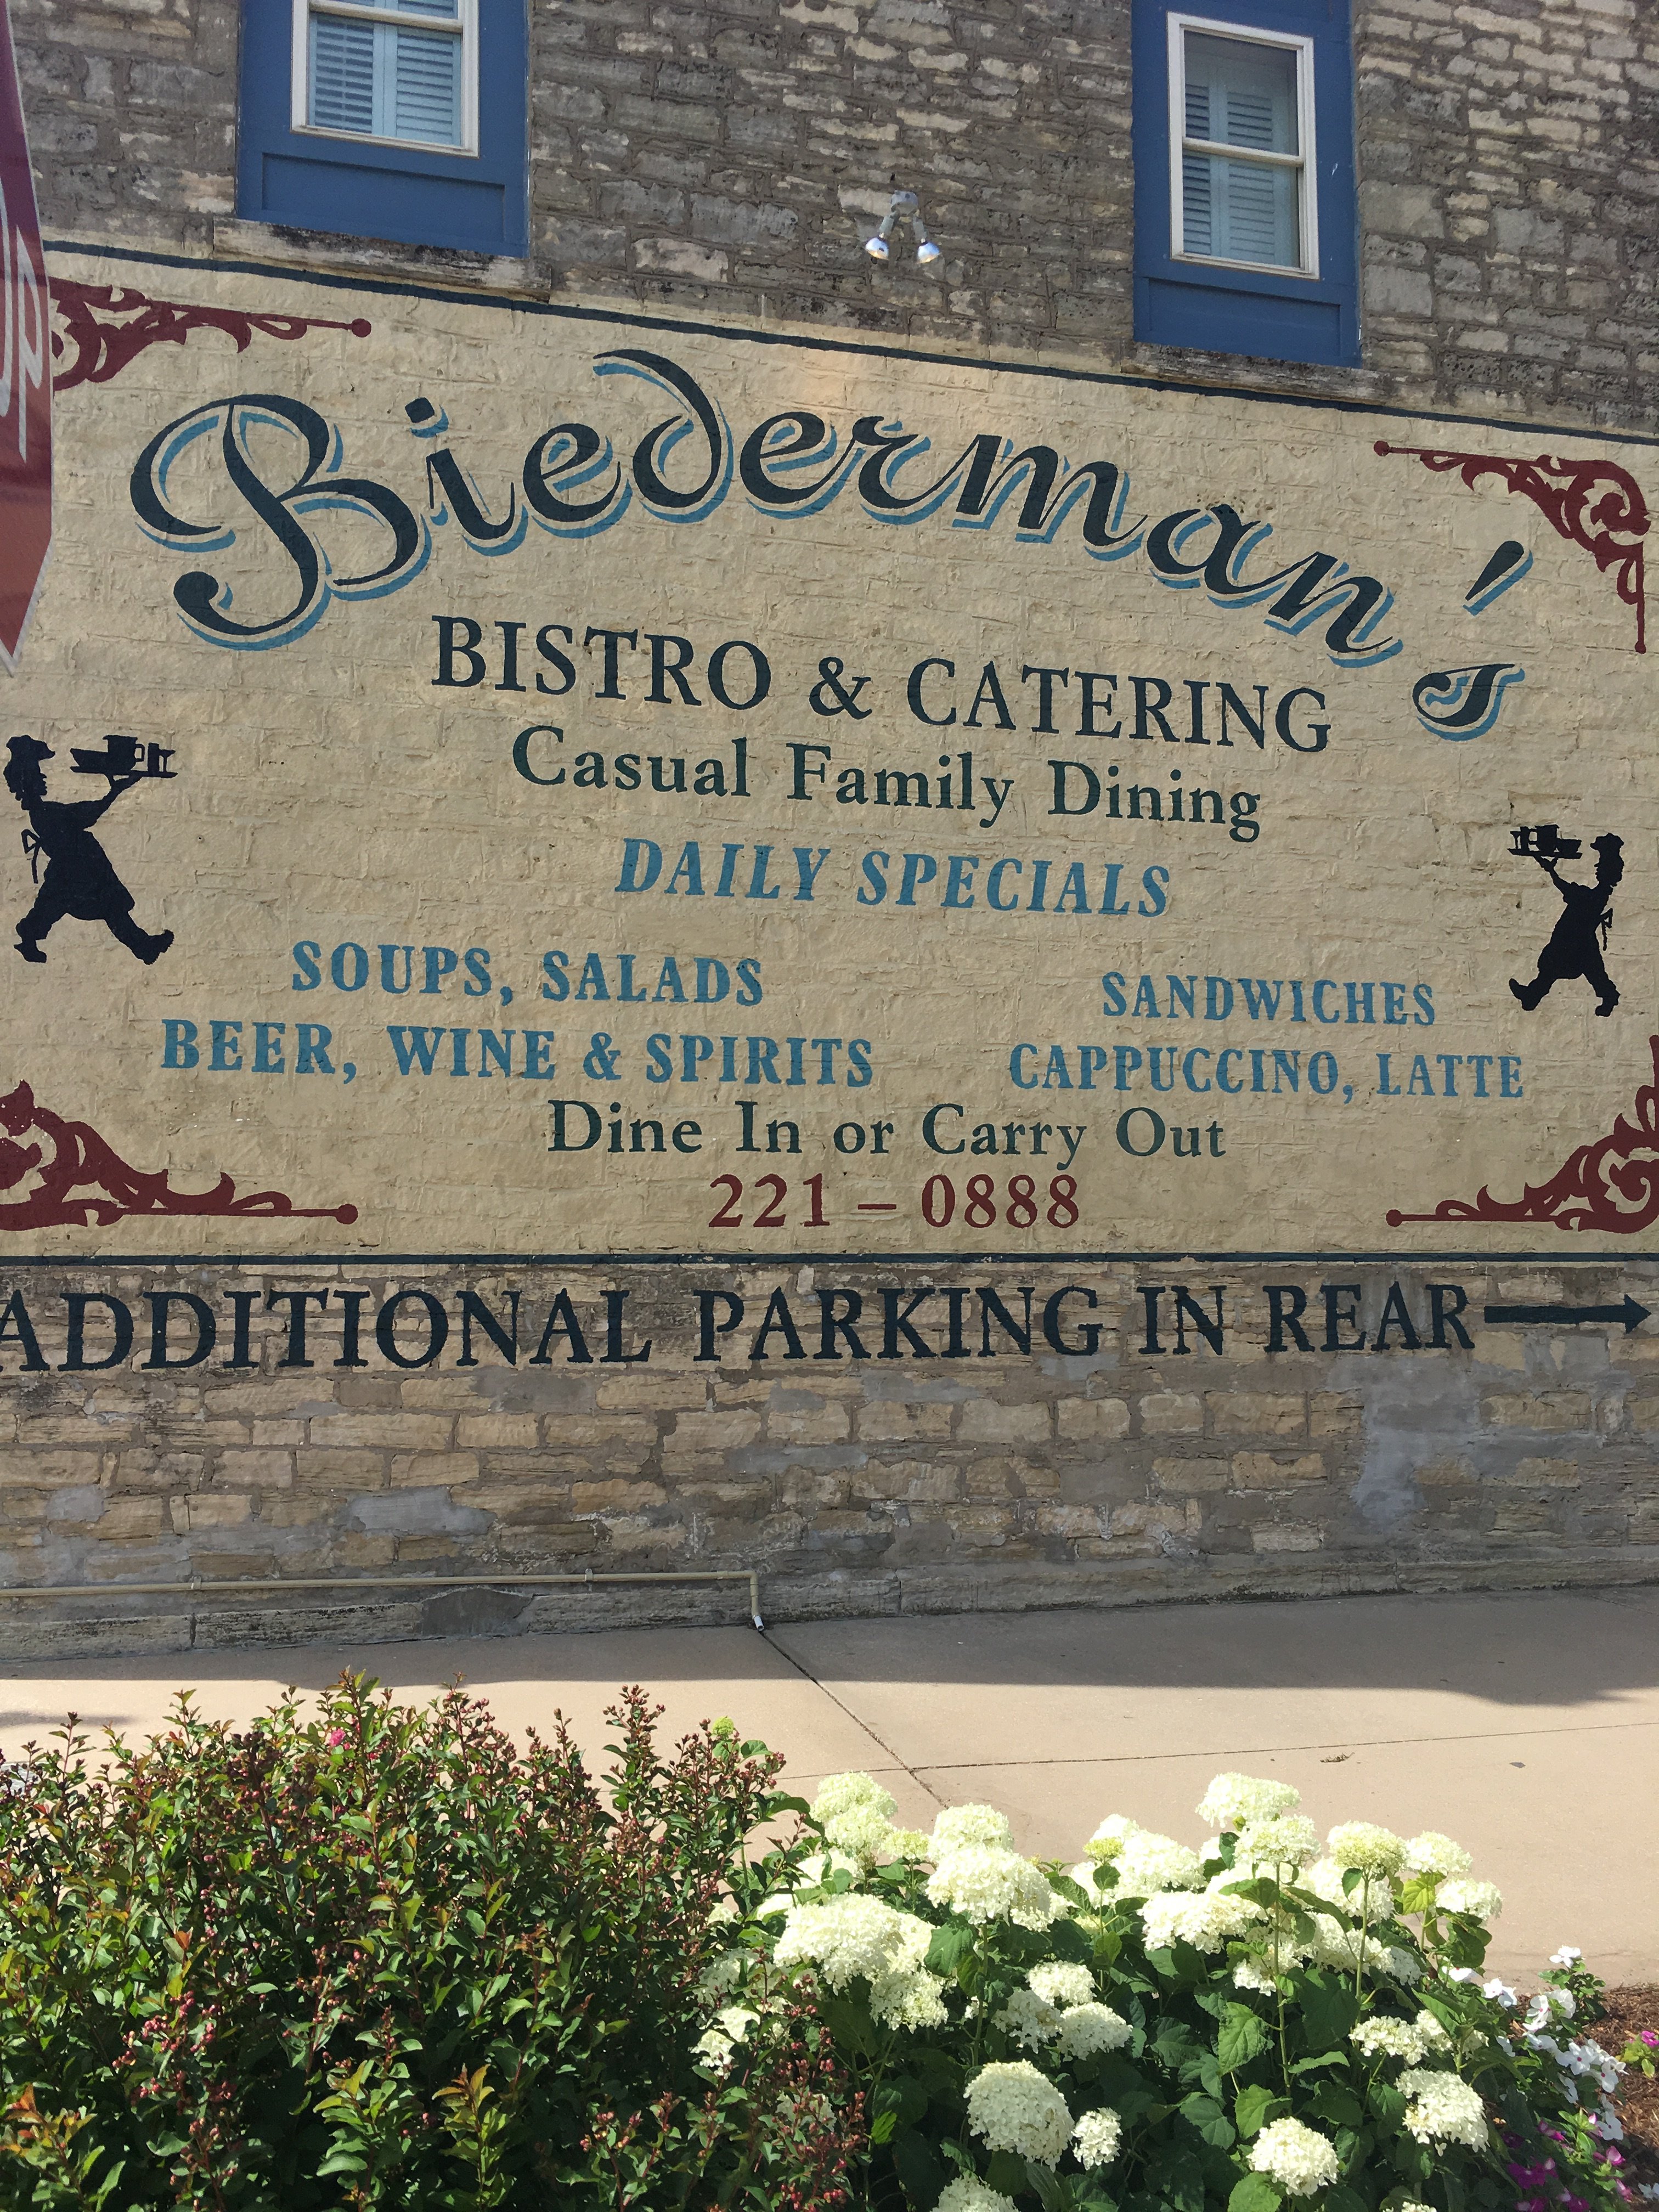 Biederman's
BISTRO & CATERING
Casual Family Dining
DAILY SPECIALS
SOUPS, SALADS
SANDWICHES
BEER, WINE & SPIRITS
CAPPUCCINO, LATTE
Dine In or Carry Out
221 – 0888
ADDITIONAL PARKING IN REAR